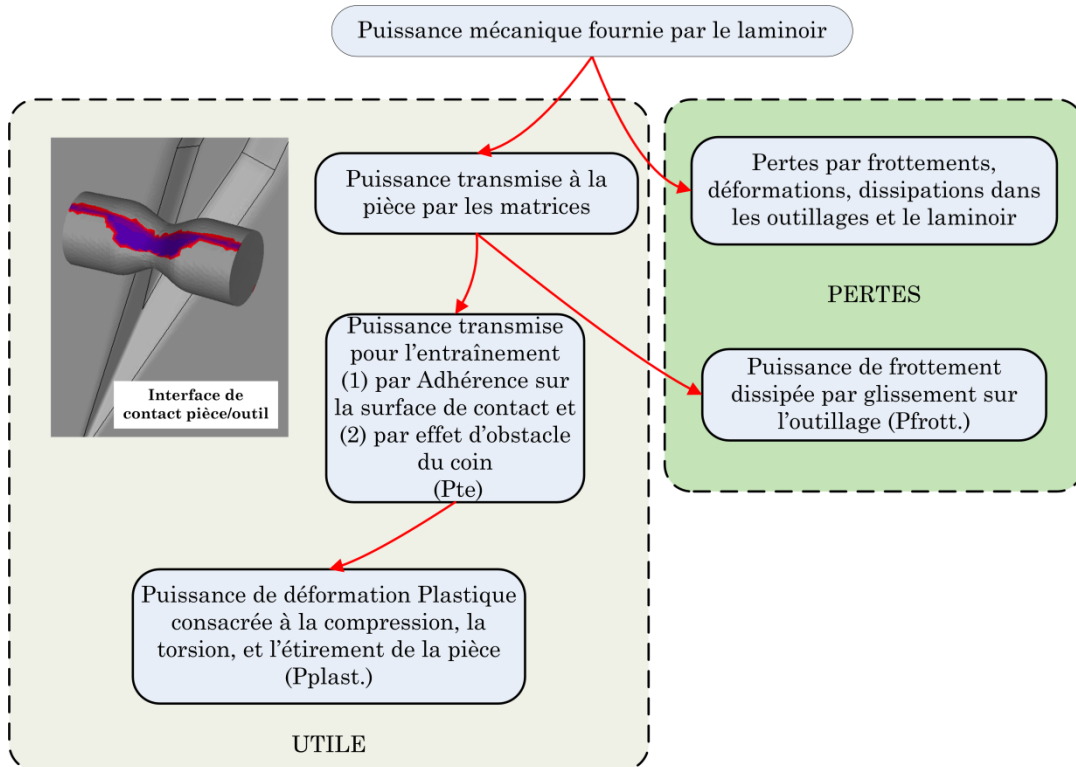 Puissance mécanique fournie par le laminoir
Puissance transmise à la
pièce par les matrices
Pertes par frottements,
déformations, dissipations dans
les outillages et le laminoir
PERTES
Interface de
contact pièce/outil
Puissance transmise
pour l’entraînement
(1) par Adhérence sur
la surface de contact et
(2) par effet d’obstacle
du coin
(Pte)
Puissance de frottement
dissipée par glissement sur
l’outillage (Pfrott.)
Puissance de déformation Plastique
consacrée à la compression, la
torsion, et l’étirement de la pièce
(Pplast.)
UTILE